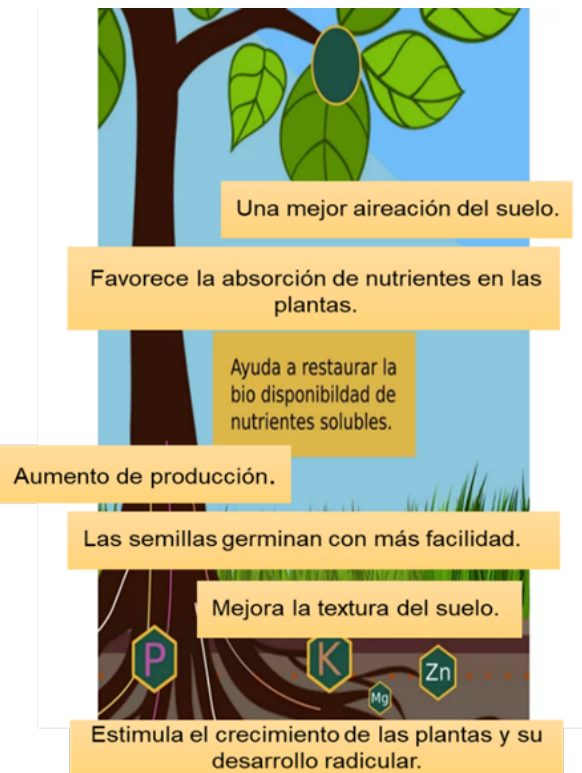 Una mejor aireación del suelo.
Favorece la absorción de nutrientes en las
plantas.
Ayuda a restaurar la
bio disponibildad de
nutrientes solubles.
Aumento de producción.
Las semillas germinan con más facilidad.
Mejora la textura del suelo.
P
K
Zn
Mg
Estimula el crecimiento de las plantas y su
desarrollo radicular.